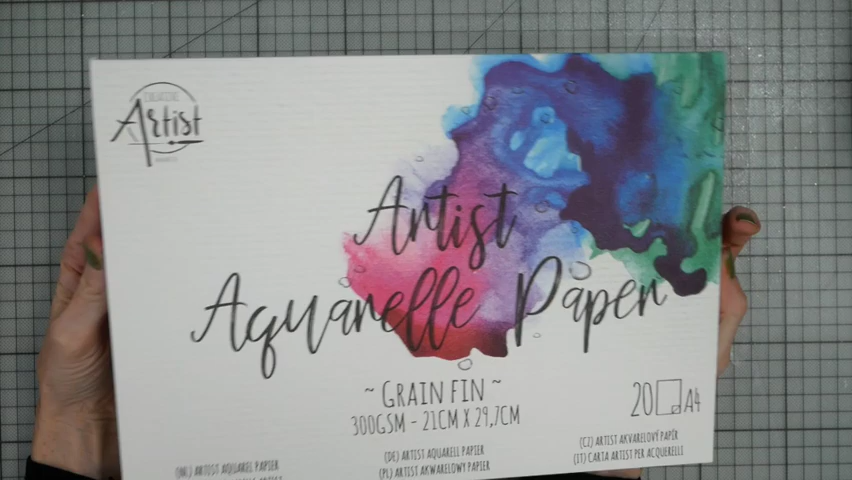 Artist
Artist
Aquarelle Paper
~ GRAIN FIN ~
300GSM - 21CM X 29,7CM
20 A4
(NL) ARTIST AQUAREL PAPIER
(DE) ARTIST AQUARELL PAPIER
(PL) ARTIST AKWARELOWY PAPIER
(CZ) ARTIST AKVARELOVÝ PAPÍR
(IT) CARTA ARTIST PER ACQUERELLI